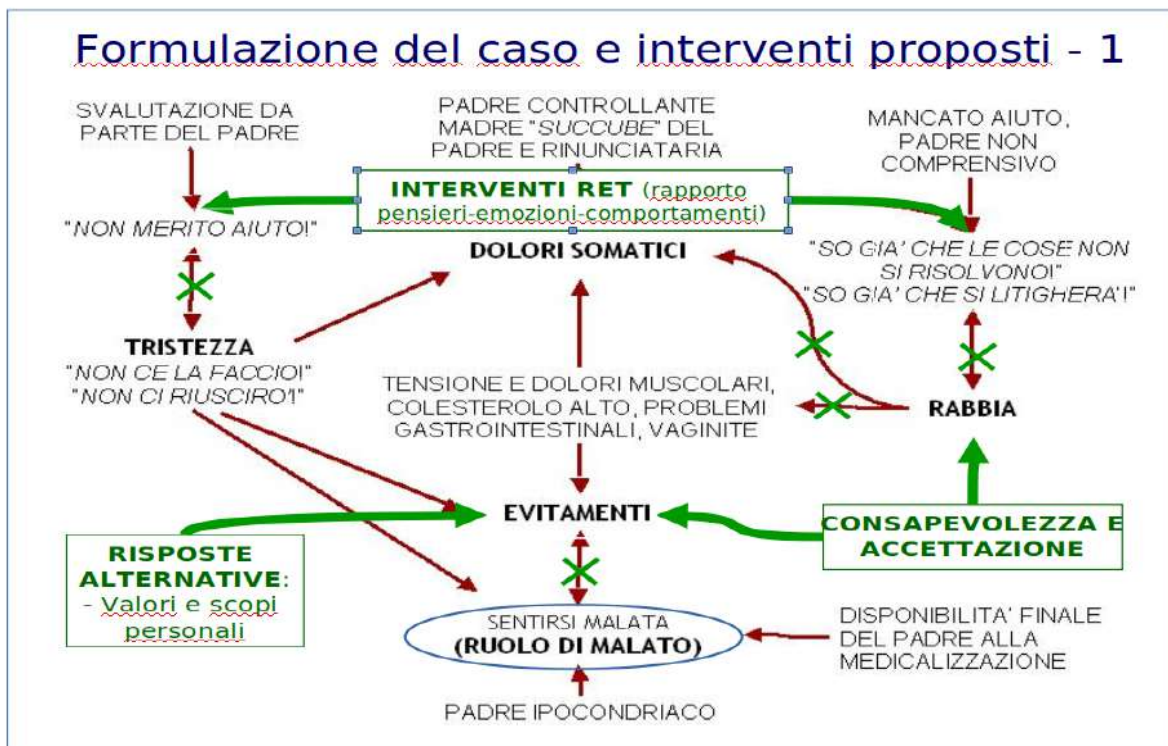 Formulazione del caso e interventi proposti - 1
SVALUTAZIONE DA
PARTE DEL PADRE
PADRE CONTROLLANTE
MADRE "SUCCUBE" DEL
PADRE E RINUNCIATARIA
MANCATO AIUTO,
PADRE NON
COMPRENSIVO
INTERVENTI RET (rapporto
pensieri-emozioni-comportamenti)
"NON MERITO AIUTO!"
DOLORI SOMATICI
"SO GIA' CHE LE COSE NON
SI RISOLVONO!"
"SO GIA' CHE SI LITIGHERA'!"
TRISTEZZA
"NON CE LA FACCIO!"
"NON CI RIUSCIRO'!"
TENSIONE E DOLORI MUSCOLARI,
COLESTEROLO ALTO, PROBLEMI
GASTROINTESTINALI, VAGINITE
RABBIA
EVITAMENTI
CONSAPEVOLEZZA E
ACCETTAZIONE
RISPOSTE
ALTERNATIVE:
- Valori e scopi
personali
SENTIRSI MALATA
(RUOLO DI MALATO)
DISPONIBILITA' FINALE
DEL PADRE ALLA
MEDICALIZZAZIONE
PADRE IPOCONDRIACO